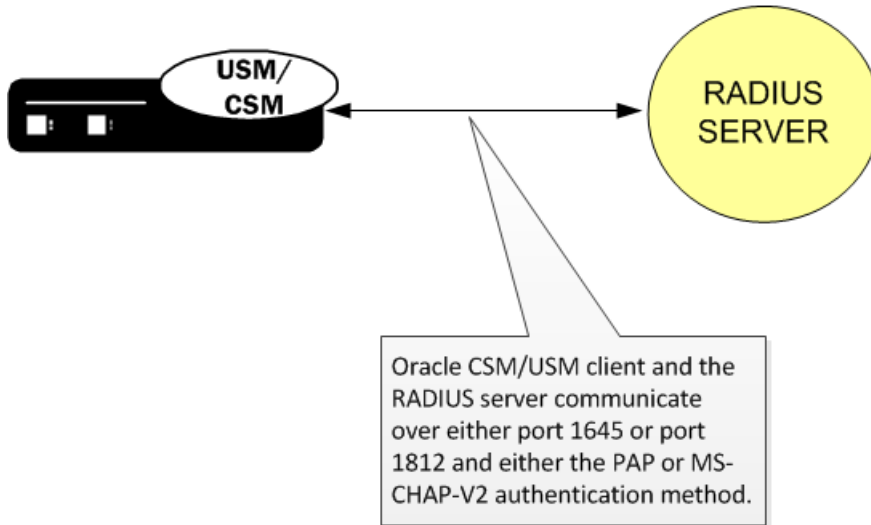 USM/
CSM
RADIUS
SERVER
Oracle CSM/USM client and the
RADIUS server communicate
over either port 1645 or port
1812 and either the PAP or MS-
CHAP-V2 authentication method.